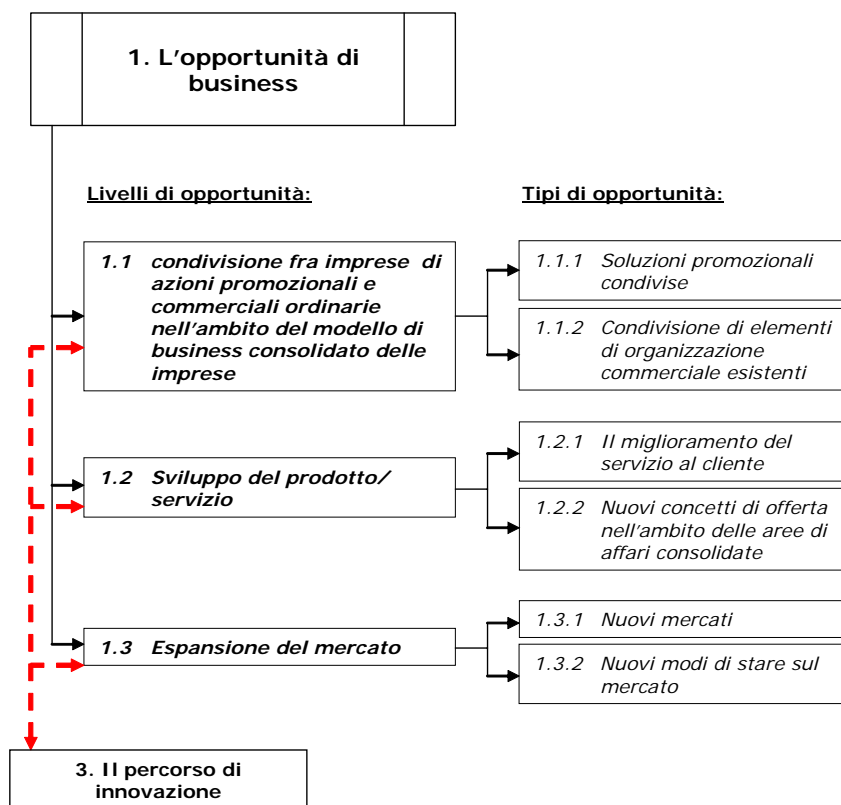 1. L'opportunità di
business
Livelli di opportunità:
Tipi di opportunità:
1.1 condivisione fra imprese di
azioni promozionali e
commerciali ordinarie
nell'ambito del modello di
business consolidato delle
imprese
1.1.1 Soluzioni promozionali
condivise
1.1.2 Condivisione di elementi
di organizzazione
commerciale esistenti
1.2 Sviluppo del prodotto/
servizio
1.2.1 Il miglioramento del
servizio al cliente
1.2.2 Nuovi concetti di offerta
nell'ambito delle aree di
affari consolidate
1.3 Espansione del mercato
1.3.1 Nuovi mercati
1.3.2 Nuovi modi di stare sul
mercato
3. Il percorso di
innovazione